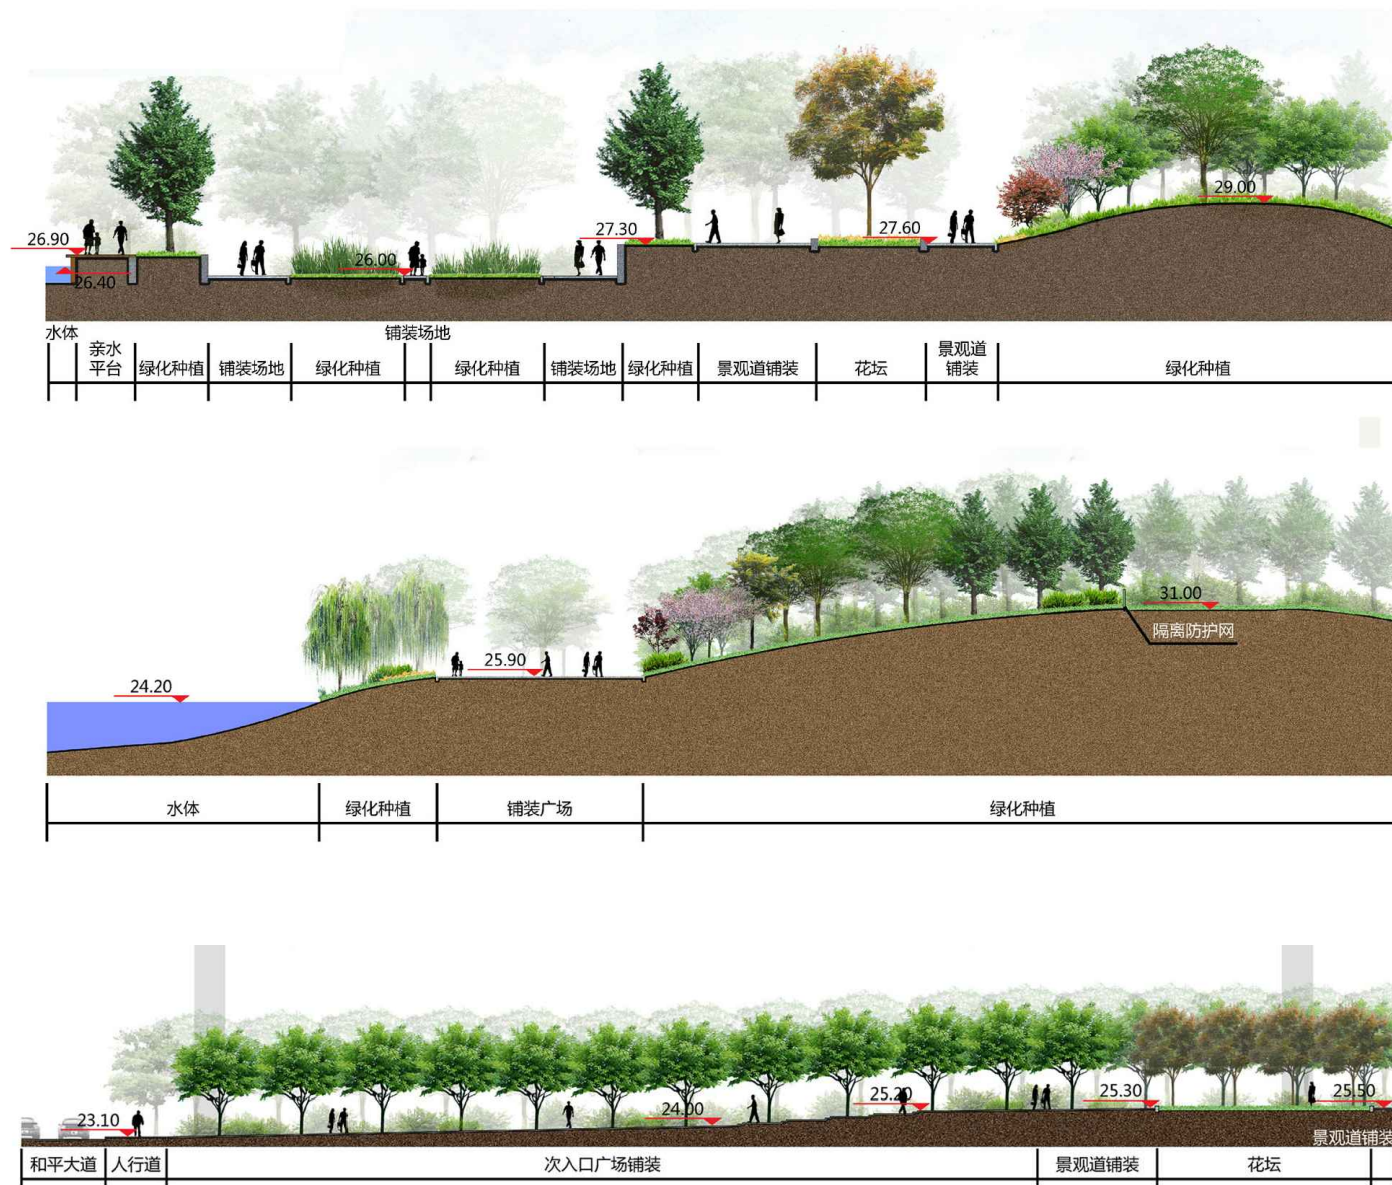 26.90
26.40
26.00
27.30
27.60
29.00
水体
铺装场地
亲水
平台
绿化种植
铺装场地
绿化种植
绿化种植
铺装场地
绿化种植
景观道铺装
花坛
景观道
铺装
绿化种植
24.20
25.90
31.00
隔离防护网
水体
绿化种植
铺装广场
绿化种植
23.10
24.00
25.20
25.30
25.50
景观道铺装
和平大道
人行道
次入口广场铺装
景观道铺装
花坛